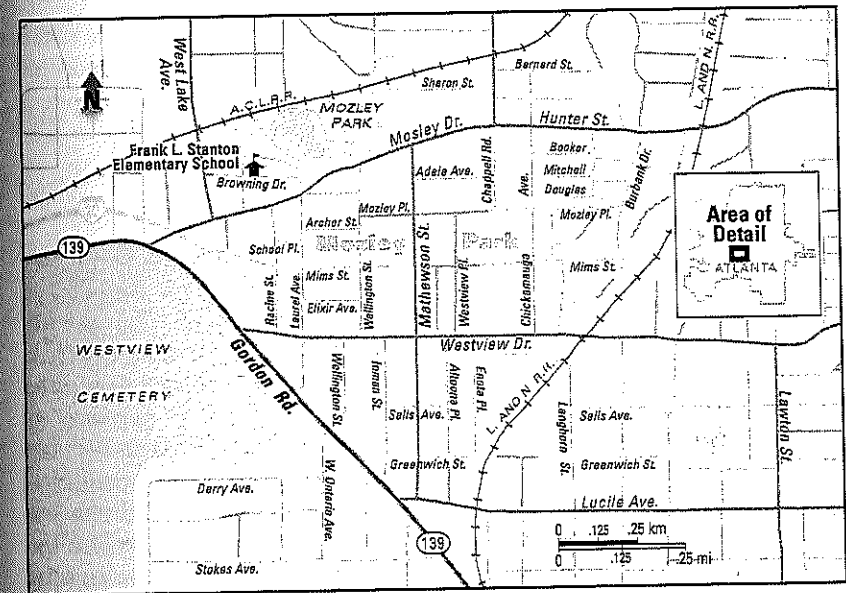 West Lake Ave.
N
A.C.L.R.R.
MOZLEY
PARK
Sharon St.
Bernard St.
L. AND N. R.R.
Frank L. Stanton
Elementary School
Browning Dr.
Mosley Dr.
Hunter St.
Adele Ave.
Chappell Rd.
Booker
Mitchell
Douglas
Burbank Dr.
Mozley Pl.
Archer St.
Mozley Pl.
139
School Pl.
Mozley Park
Mathewson St.
Westview Pl.
Chickamauga Ave.
Mims St.
Area of
Detail
ATLANTA
Racine St.
Laurel Ave.
Mims St.
Elixir Ave.
Wellington St.
Westview Dr.
WESTVIEW
CEMETERY
Gordon Rd.
Wellington St.
Inman St.
Altoona Pl.
Enota Pl.
L. AND N. R.R.
Langhorn St.
Sells Ave.
Sells Ave.
Lawton St.
Greenwich St.
Greenwich St.
W. Ontario Ave.
Derry Ave.
Lucile Ave.
139
Stokes Ave.
0 .125 .25 km
0 .125 .25 mi